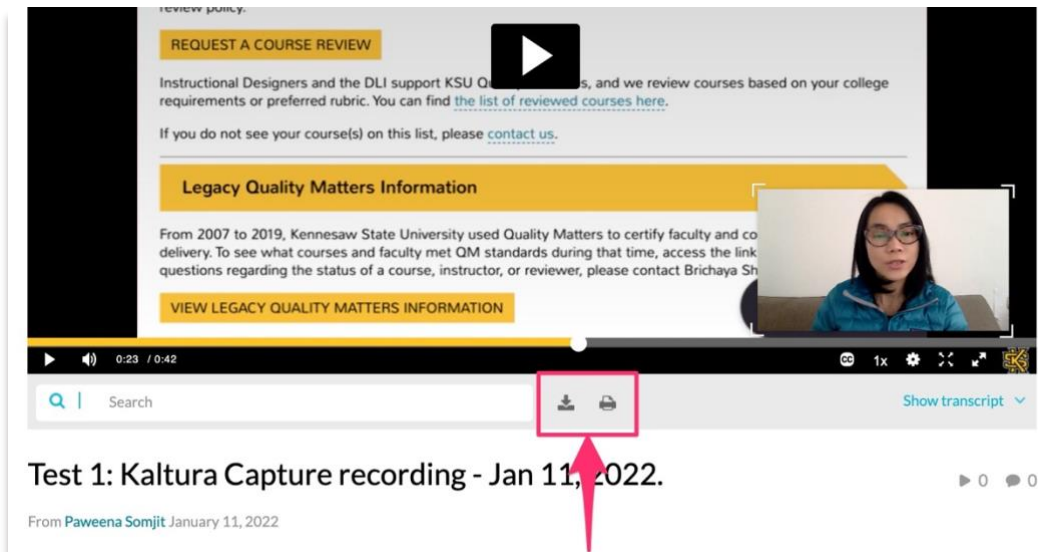 review policy.
REQUEST A COURSE REVIEW
Instructional Designers and the DLI support KSU Qu s, and we review courses based on your college
requirements or preferred rubric. You can find the list of reviewed courses here.
If you do not see your course(s) on this list, please contact us.
Legacy Quality Matters Information
From 2007 to 2019, Kennesaw State University used Quality Matters to certify faculty and co
delivery. To see what courses and faculty met QM standards during that time, access the link
questions regarding the status of a course, instructor, or reviewer, please contact Brichaya Sh
VIEW LEGACY QUALITY MATTERS INFORMATION
0:23 / 0:42 CC 1x
Search Show transcript
Test 1: Kaltura Capture recording - Jan 11, 2022. 0 0
From Paweena Somjit January 11, 2022